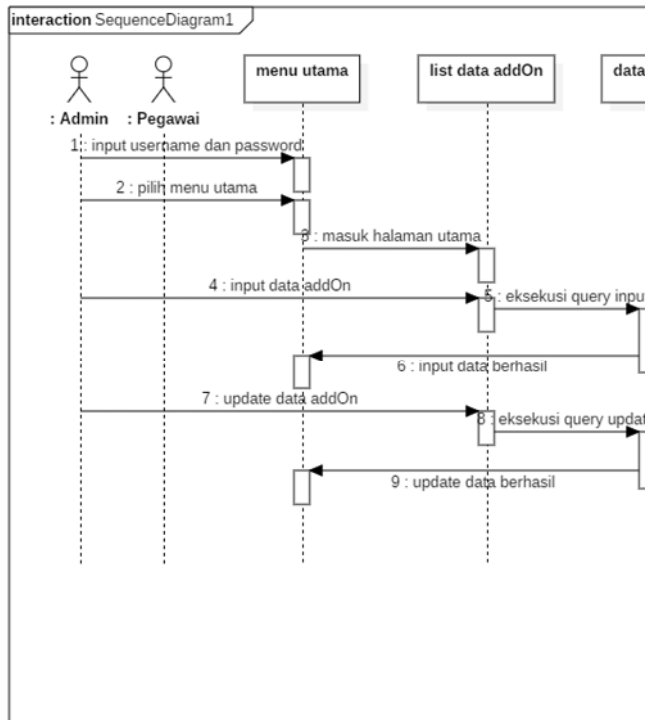 interaction SequenceDiagram1
menu utama
list data addOn
data
: Admin
: Pegawai
1 : input username dan password
2 : pilih menu utama
3 : masuk halaman utama
4 : input data addOn
5 : eksekusi query input
6 : input data berhasil
7 : update data addOn
8 : eksekusi query updat
9 : update data berhasil